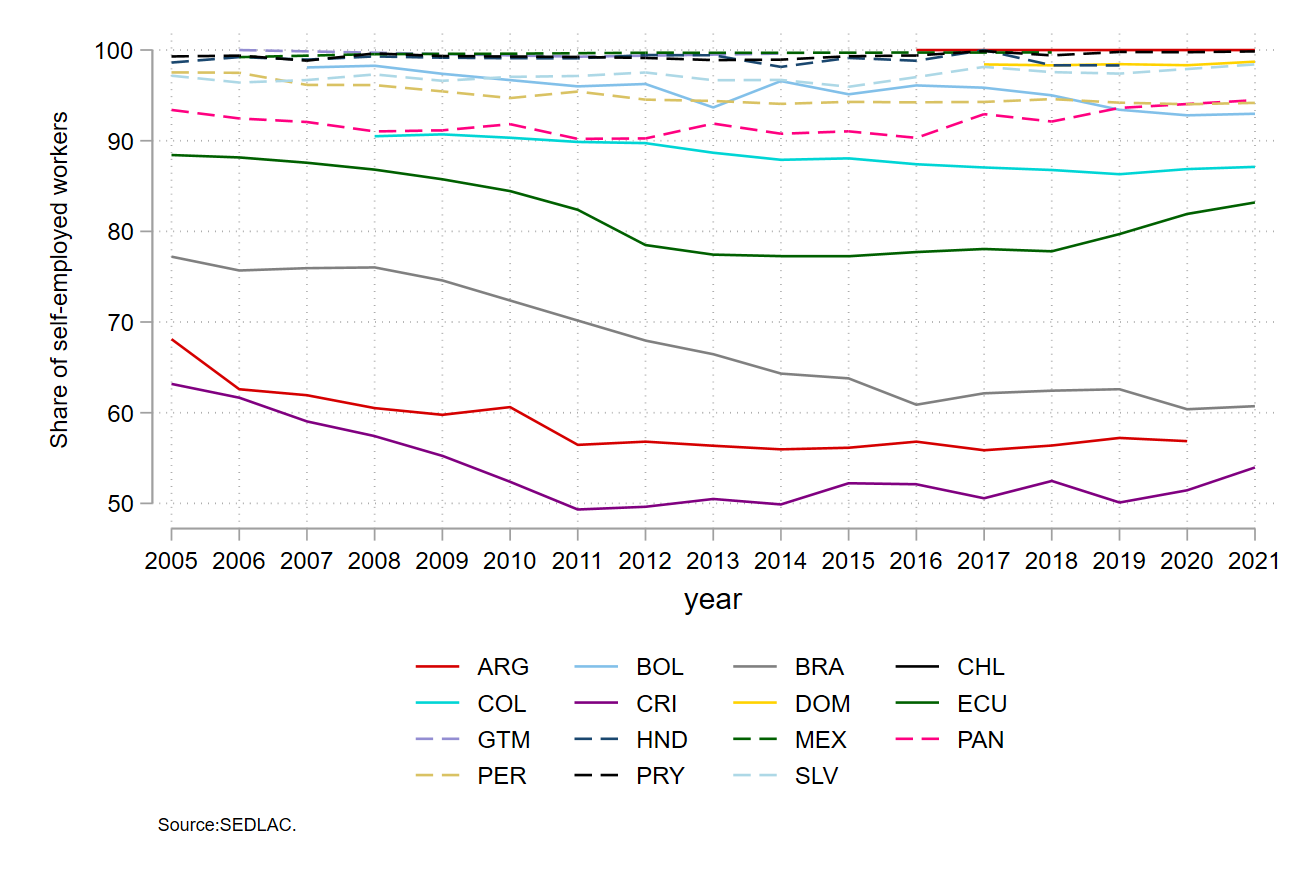 Share of self-employed workers
100
90
80
70
60
50
2005 2006 2007 2008 2009 2010 2011 2012 2013 2014 2015 2016 2017 2018 2019 2020 2021
year
ARG BOL BRA CHL
COL CRI DOM ECU
GTM HND MEX PAN
PER PRY SLV
Source:SEDLAC.